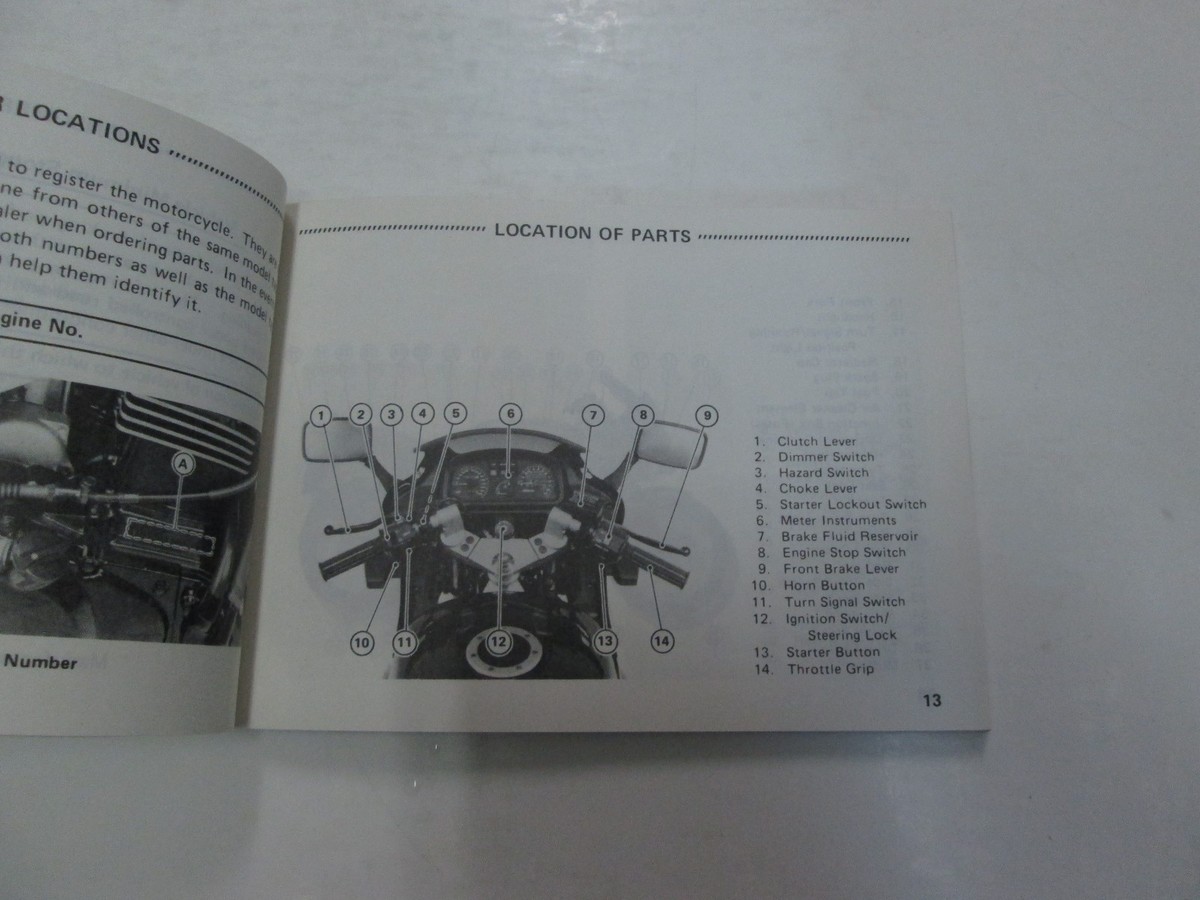 LOCATIONS
to register the motorcycle. They
from others of the same model
when ordering parts. In the
numbers as well as the model
help them identify it.
No.
A
Number
LOCATION OF PARTS
1 2 3 4 5 6 7 8 9
10 11 12 13 14
1. Clutch Lever
2. Dimmer Switch
3. Hazard Switch
4. Choke Lever
5. Starter Lockout Switch
6. Meter Instruments
7. Brake Fluid Reservoir
8. Engine Stop Switch
9. Front Brake Lever
10. Horn Button
11. Turn Signal Switch
12. Ignition Switch/
Steering Lock
13. Starter Button
14. Throttle Grip
13